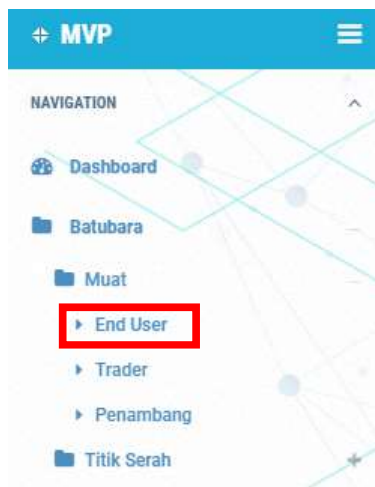 MVP
NAVIGATION
Dashboard
Batubara
Muat
End User
Trader
Penambang
Titik Serah